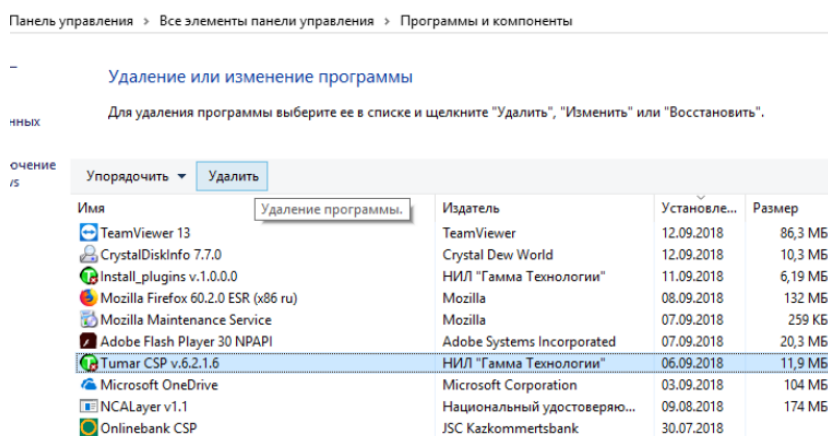 Панель управления > Все элементы панели управления > Программы и компоненты
Удаление или изменение программы
нных
Для удаления программы выберите ее в списке и щелкните "Удалить", "Изменить" или "Восстановить".
ючение
Упорядочить Удалить
Удаление программы.
Имя Издатель Установле... Размер
TeamViewer 13 TeamViewer 12.09.2018 86,3 МБ
CrystalDiskInfo 7.7.0 Crystal Dew World 12.09.2018 10,3 МБ
Install_plugins v.1.0.0.0 НИЛ "Гамма Технологии" 11.09.2018 6,19 МБ
Mozilla Firefox 60.2.0 ESR (x86 ru) Mozilla 08.09.2018 132 МБ
Mozilla Maintenance Service Mozilla 07.09.2018 259 КБ
Adobe Flash Player 30 NPAPI Adobe Systems Incorporated 07.09.2018 20,3 МБ
Tumar CSP v.6.2.1.6 НИЛ "Гамма Технологии" 06.09.2018 11,9 МБ
Microsoft OneDrive Microsoft Corporation 03.09.2018 104 МБ
NCALayer v1.1 Национальный удостоверяю... 09.08.2018 174 МБ
Onlinebank CSP JSC Kazkommertsbank 30.07.2018